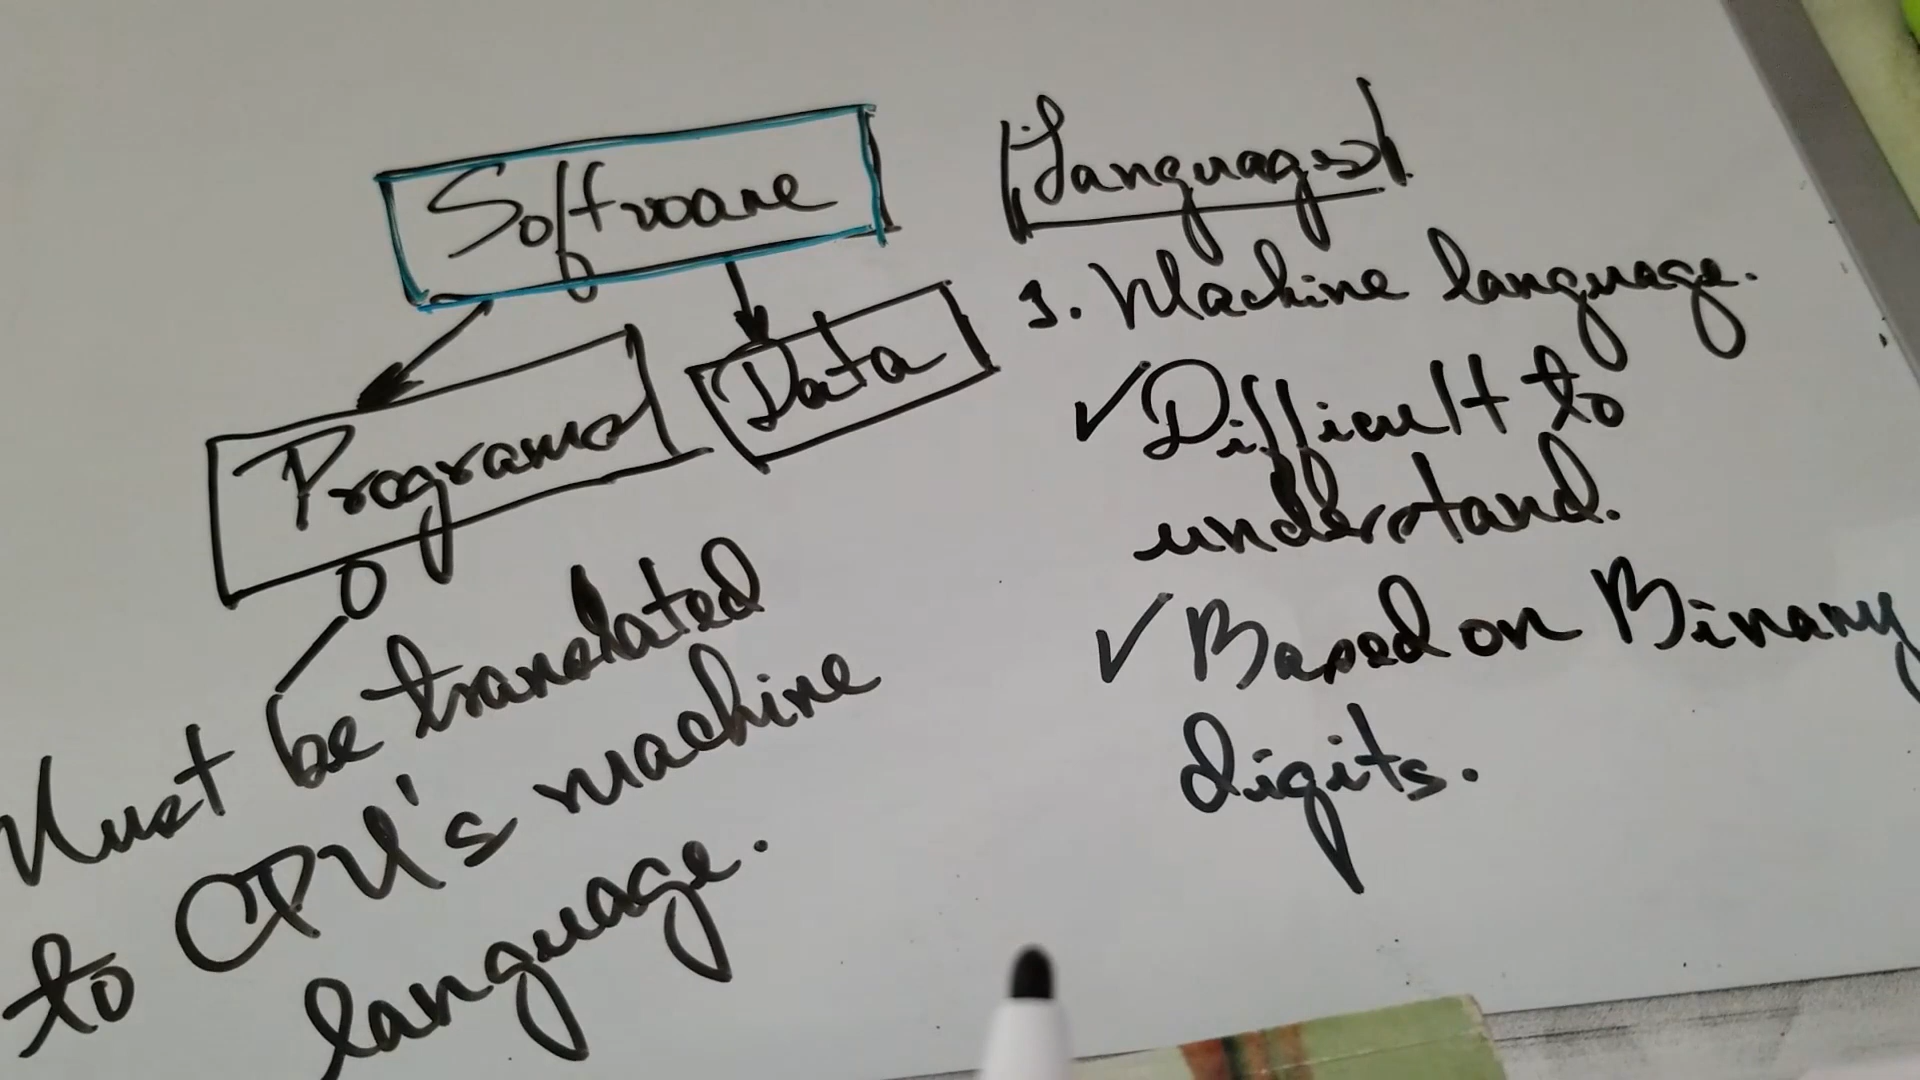 Software
Programs
Data
Must be translated
to CPU's machine
language.
Languages
1. Machine language.
✓ Difficult to
understand.
✓ Based on Binary
digits.